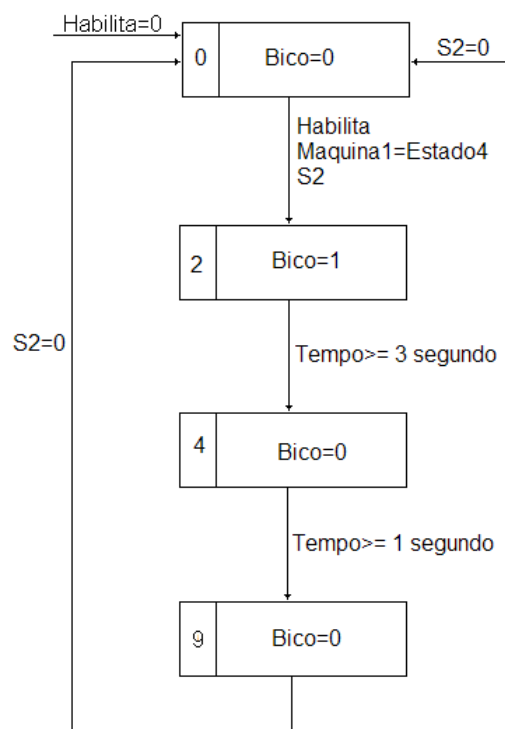 Habilita=0
0
Bico=0
S2=0
Habilita
Maquina1=Estado4
S2
2
Bico=1
S2=0
Tempo>= 3 segundo
4
Bico=0
Tempo>= 1 segundo
9
Bico=0